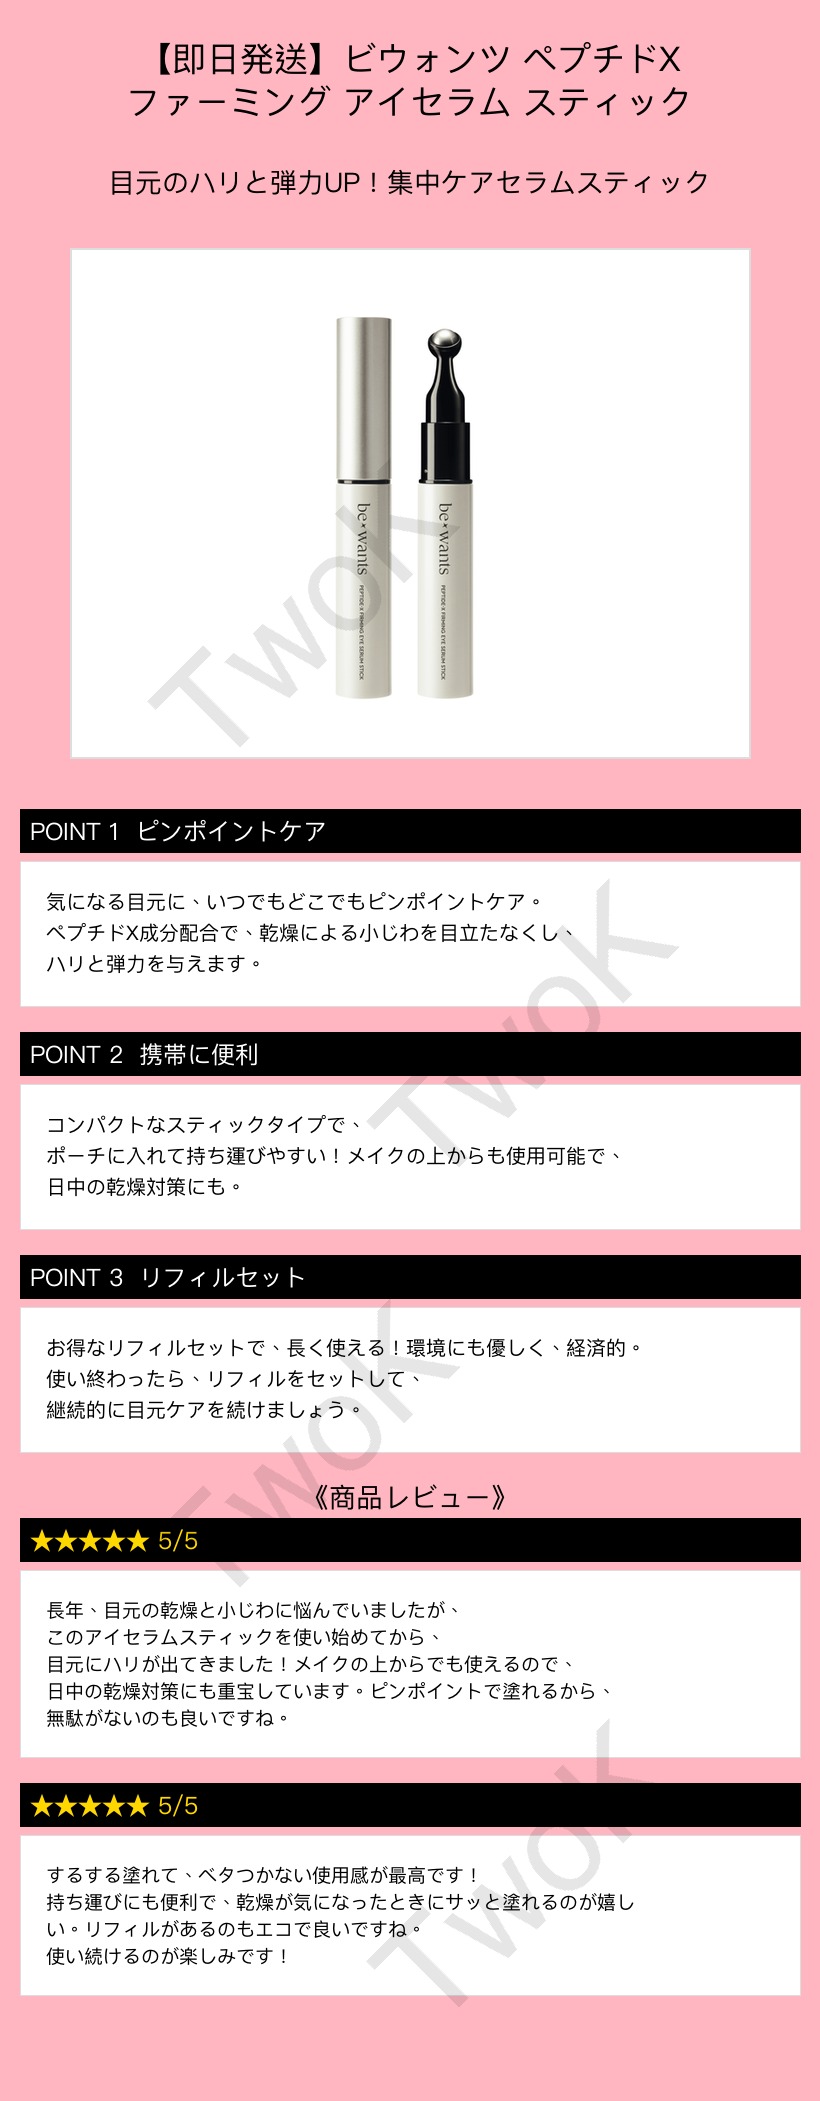 【即日発送】ビウォンツ ペプチドX
ファーミング アイセラム スティック
目元のハリと弾力UP！集中ケアセラムスティック
be✦wants
PEPTIDE-X FIRMING EYE SERUM STICK
be✦wants
PEPTIDE-X FIRMING EYE SERUM STICK
TwoK
POINT 1 ピンポイントケア
気になる目元に、いつでもどこでもピンポイントケア。
ペプチドX成分配合で、乾燥による小じわを目立たなくし、
ハリと弾力を与えます。
TwoK
POINT 2 携帯に便利
コンパクトなスティックタイプで、
ポーチに入れて持ち運びやすい！メイクの上からも使用可能で、
日中の乾燥対策にも。
POINT 3 リフィルセット
お得なリフィルセットで、長く使える！環境にも優しく、経済的。
使い終わったら、リフィルをセットして、
継続的に目元ケアを続けましょう。
TwoK
《商品レビュー》
★★★★★ 5/5
長年、目元の乾燥と小じわに悩んでいましたが、
このアイセラムスティックを使い始めてから、
目元にハリが出てきました！メイクの上からでも使えるので、
日中の乾燥対策にも重宝しています。ピンポイントで塗れるから、
無駄がないのも良いですね。
★★★★★ 5/5
するする塗れて、ベタつかない使用感が最高です！
持ち運びにも便利で、乾燥が気になったときにサッと塗れるのが嬉し
い。リフィルがあるのもエコで良いですね。
使い続けるのが楽しみです！
TwoK